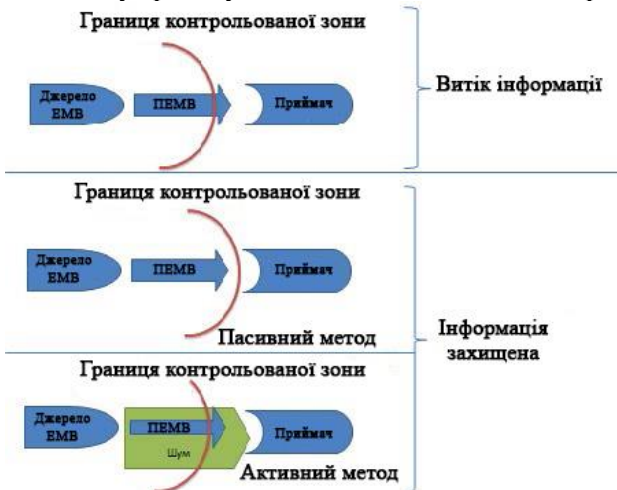 Границя контрольованої зони
Джерело
ЕМВ
ПЕМВ
Приймач
Витік інформації
Границя контрольованої зони
Джерело
ЕМВ
ПЕМВ
Приймач
Пасивний метод
Інформація
захищена
Границя контрольованої зони
Джерело
ЕМВ
ПЕМВ
Шум
Приймач
Активний метод